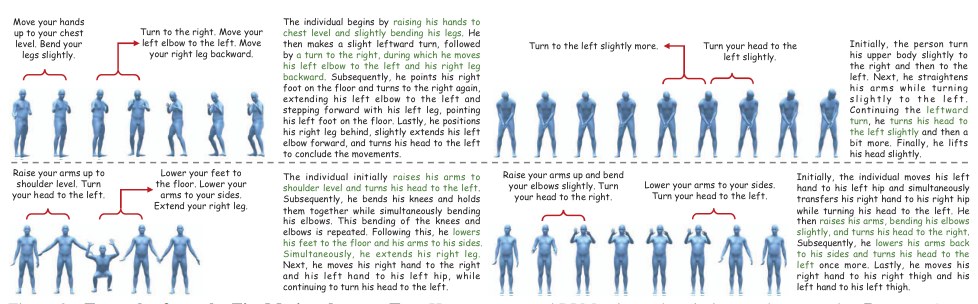 Move your hands
up to your chest
level. Bend your
legs slightly.
Turn to the right. Move your
left elbow to the left. Move
your right leg backward.
The individual begins by raising his hands to
chest level and slightly bending his legs. He
then makes a slight leftward turn, followed
by a turn to the right, during which he moves
his left elbow to the left and his right leg
backward. Subsequently, he points his right
foot on the floor and turns to the right again,
extending his left elbow to the left and
stepping forward with his left leg, pointing
his left foot on the floor. Lastly, he positions
his right leg behind, slightly extends his left
elbow forward, and turns his head to the left
to conclude the movements.
Turn to the left slightly more.
Turn your head to the
left slightly.
Initially, the person turn
his upper body slightly to
the right and then to the
left. Next, he straightens
his arms while turning
slightly to the left.
Continuing the leftward
turn, he turns his head to
the left slightly and then a
bit more. Finally, he lifts
his head slightly.
Raise your arms up to
shoulder level. Turn
your head to the left.
Lower your feet to
the floor. Lower your
arms to your sides.
Extend your right leg.
The individual initially raises his arms to
shoulder level and turns his head to the left.
Subsequently, he bends his knees and holds
them together while simultaneously bending
his elbows. This bending of the knees and
elbows is repeated. Following this, he lowers
his feet to the floor and his arms to his sides.
Simultaneously, he extends his right leg.
Next, he moves his right hand to the right
and his left hand to his left hip, while
continuing to turn his head to the left.
Raise your arms up and bend
your elbows slightly. Turn
your head to the right.
Lower your arms to your sides.
Turn your head to the left.
Initially, the individual moves his left
hand to his left hip and simultaneously
transfers his right hand to his right hip
while turning his head to the left. He
then raises his arms, bending his elbows
slightly, and turns his head to the right.
Subsequently, he lowers his arms back
to his sides and turns his head to the
left once more. Lastly, he moves his
right hand to his right thigh and his
left hand to his left thigh.